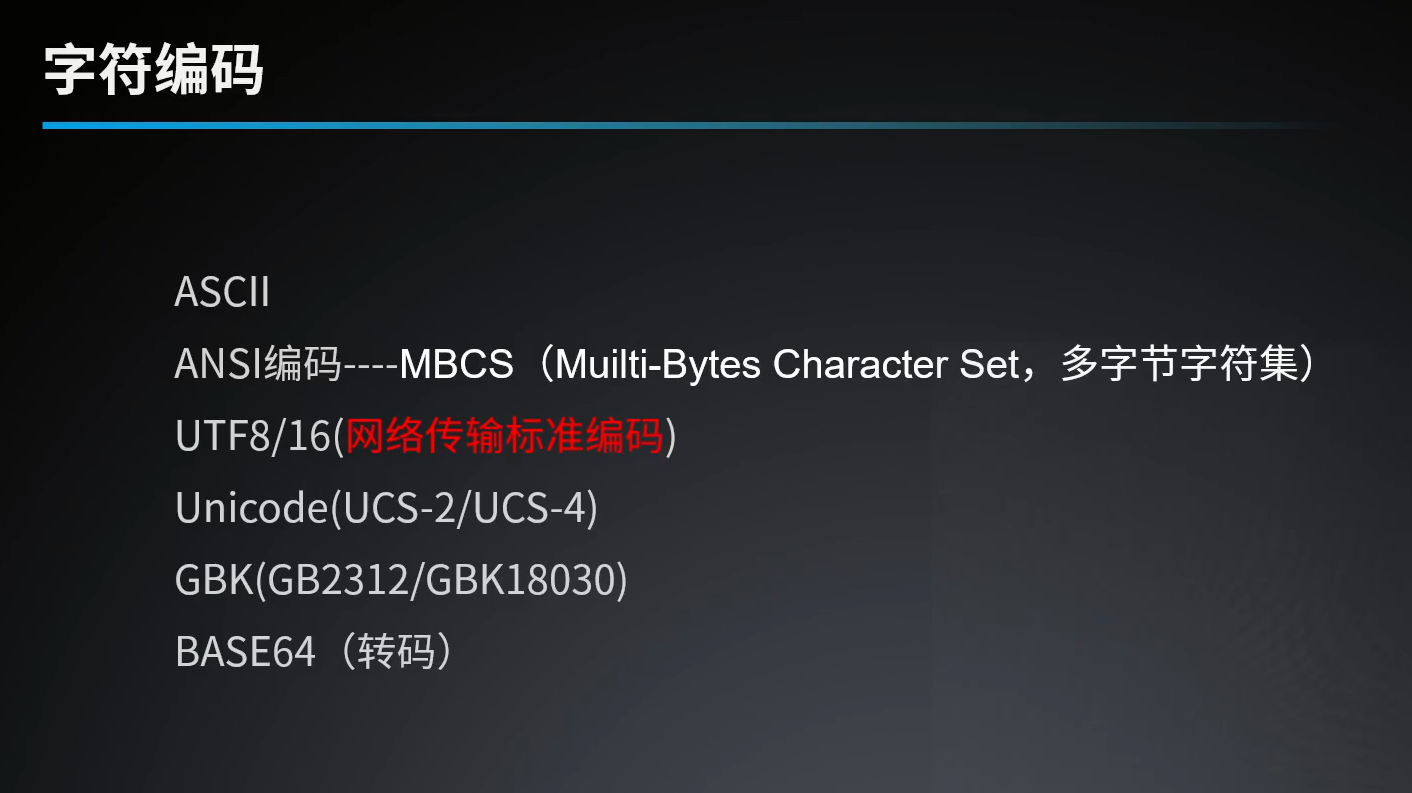 字符编码
ASCII
ANSI编码----MBCS（Muilti-Bytes Character Set，多字节字符集）
UTF8/16(网络传输标准编码)
Unicode(UCS-2/UCS-4)
GBK(GB2312/GBK18030)
BASE64（转码）